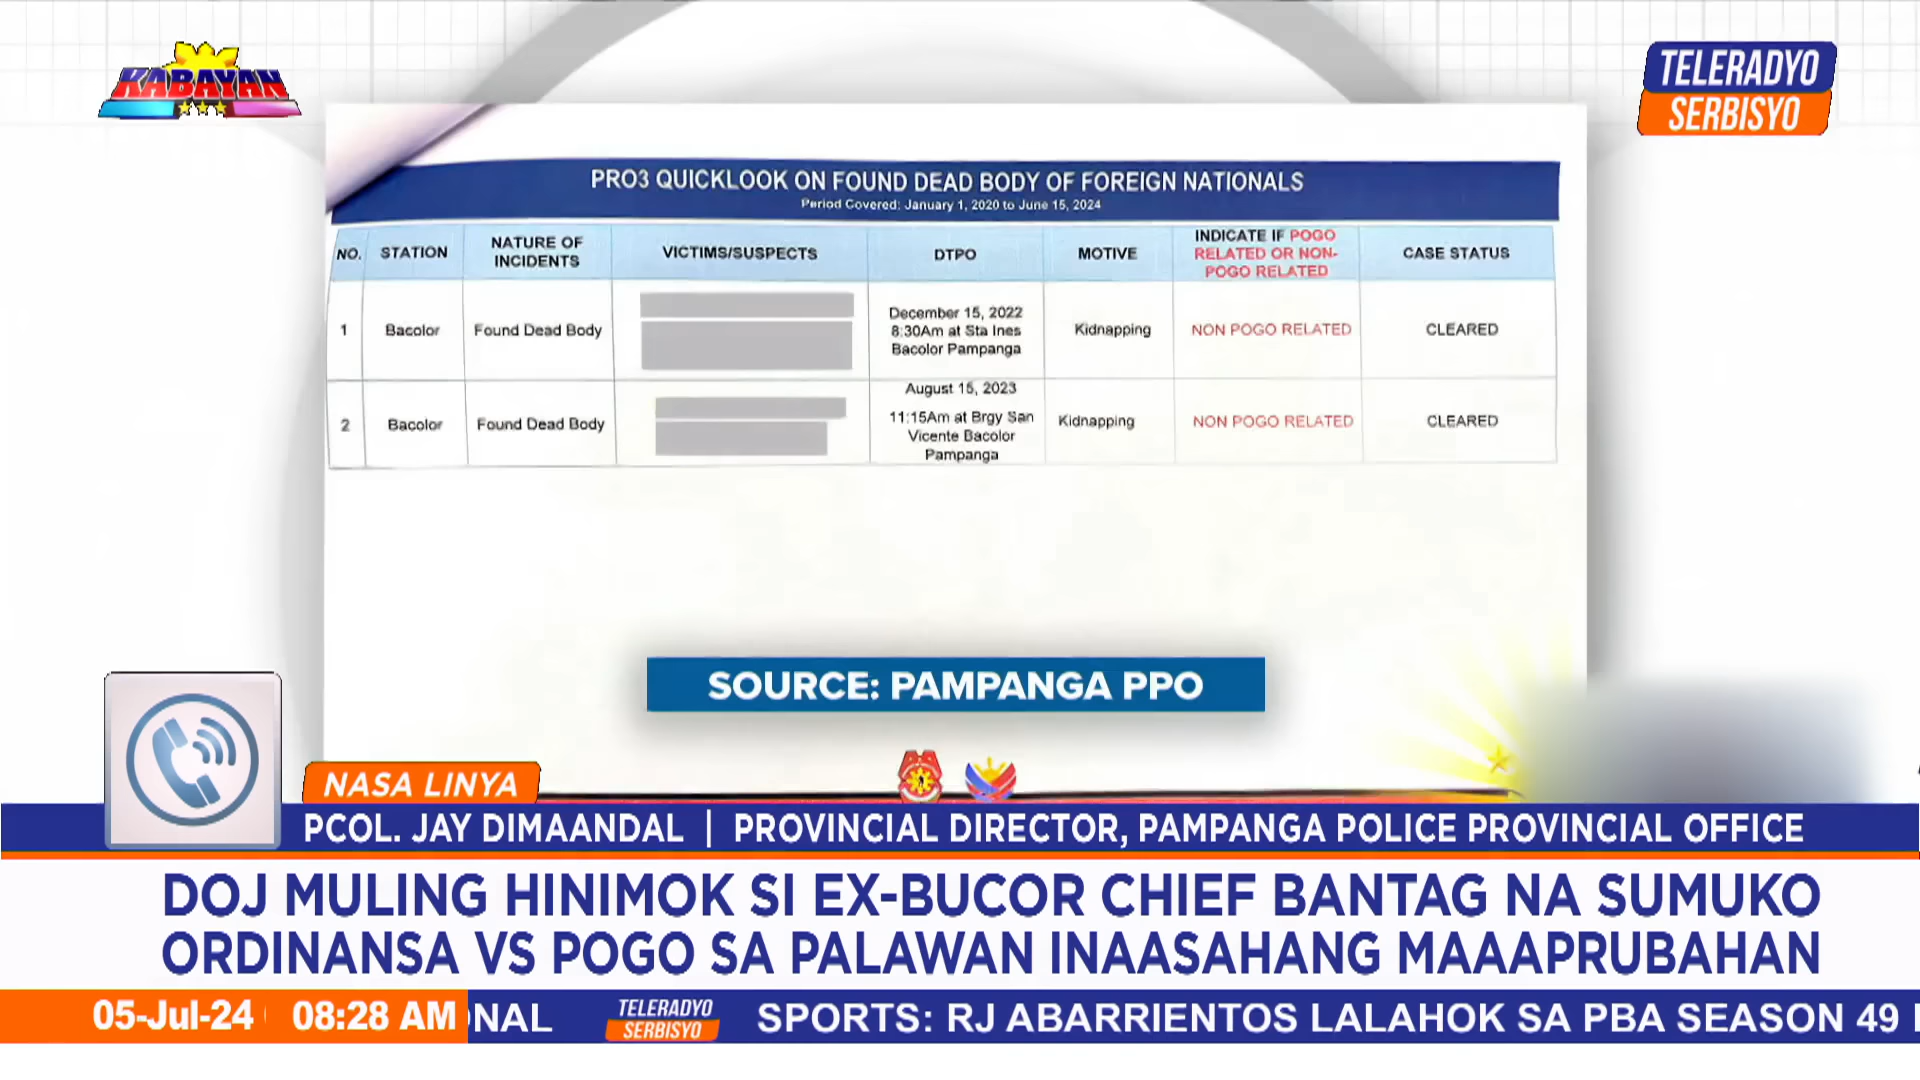 KABAYAN
TELERADYO
SERBISYO
PRO3 QUICKLOOK ON FOUND DEAD BODY OF FOREIGN NATIONALS
Period Covered: January 1, 2020 to June 15, 2024
NO.
STATION
NATURE OF
INCIDENTS
VICTIMS/SUSPECTS
DTPO
MOTIVE
INDICATE IF POGO
RELATED OR NON-
POGO RELATED
CASE STATUS
1
Bacolor
Found Dead Body
December 15, 2022
8:30Am at Sta Ines
Bacolor Pampanga
Kidnapping
NON POGO RELATED
CLEARED
2
Bacolor
Found Dead Body
August 15, 2023
11:15Am at Brgy San
Vicente Bacolor
Pampanga
Kidnapping
NON POGO RELATED
CLEARED
SOURCE: PAMPANGA PPO
NASA LINYA
PCOL. JAY DIMAANDAL | PROVINCIAL DIRECTOR, PAMPANGA POLICE PROVINCIAL OFFICE
DOJ MULING HINIMOK SI EX-BUCOR CHIEF BANTAG NA SUMUKO
ORDINANSA VS POGO SA PALAWAN INAASAHANG MAAAPRUBAHAN
05-Jul-24 08:28 AM NAL TELERADYO SERBISYO SPORTS: RJ ABARRIENTOS LALAHOK SA PBA SEASON 49